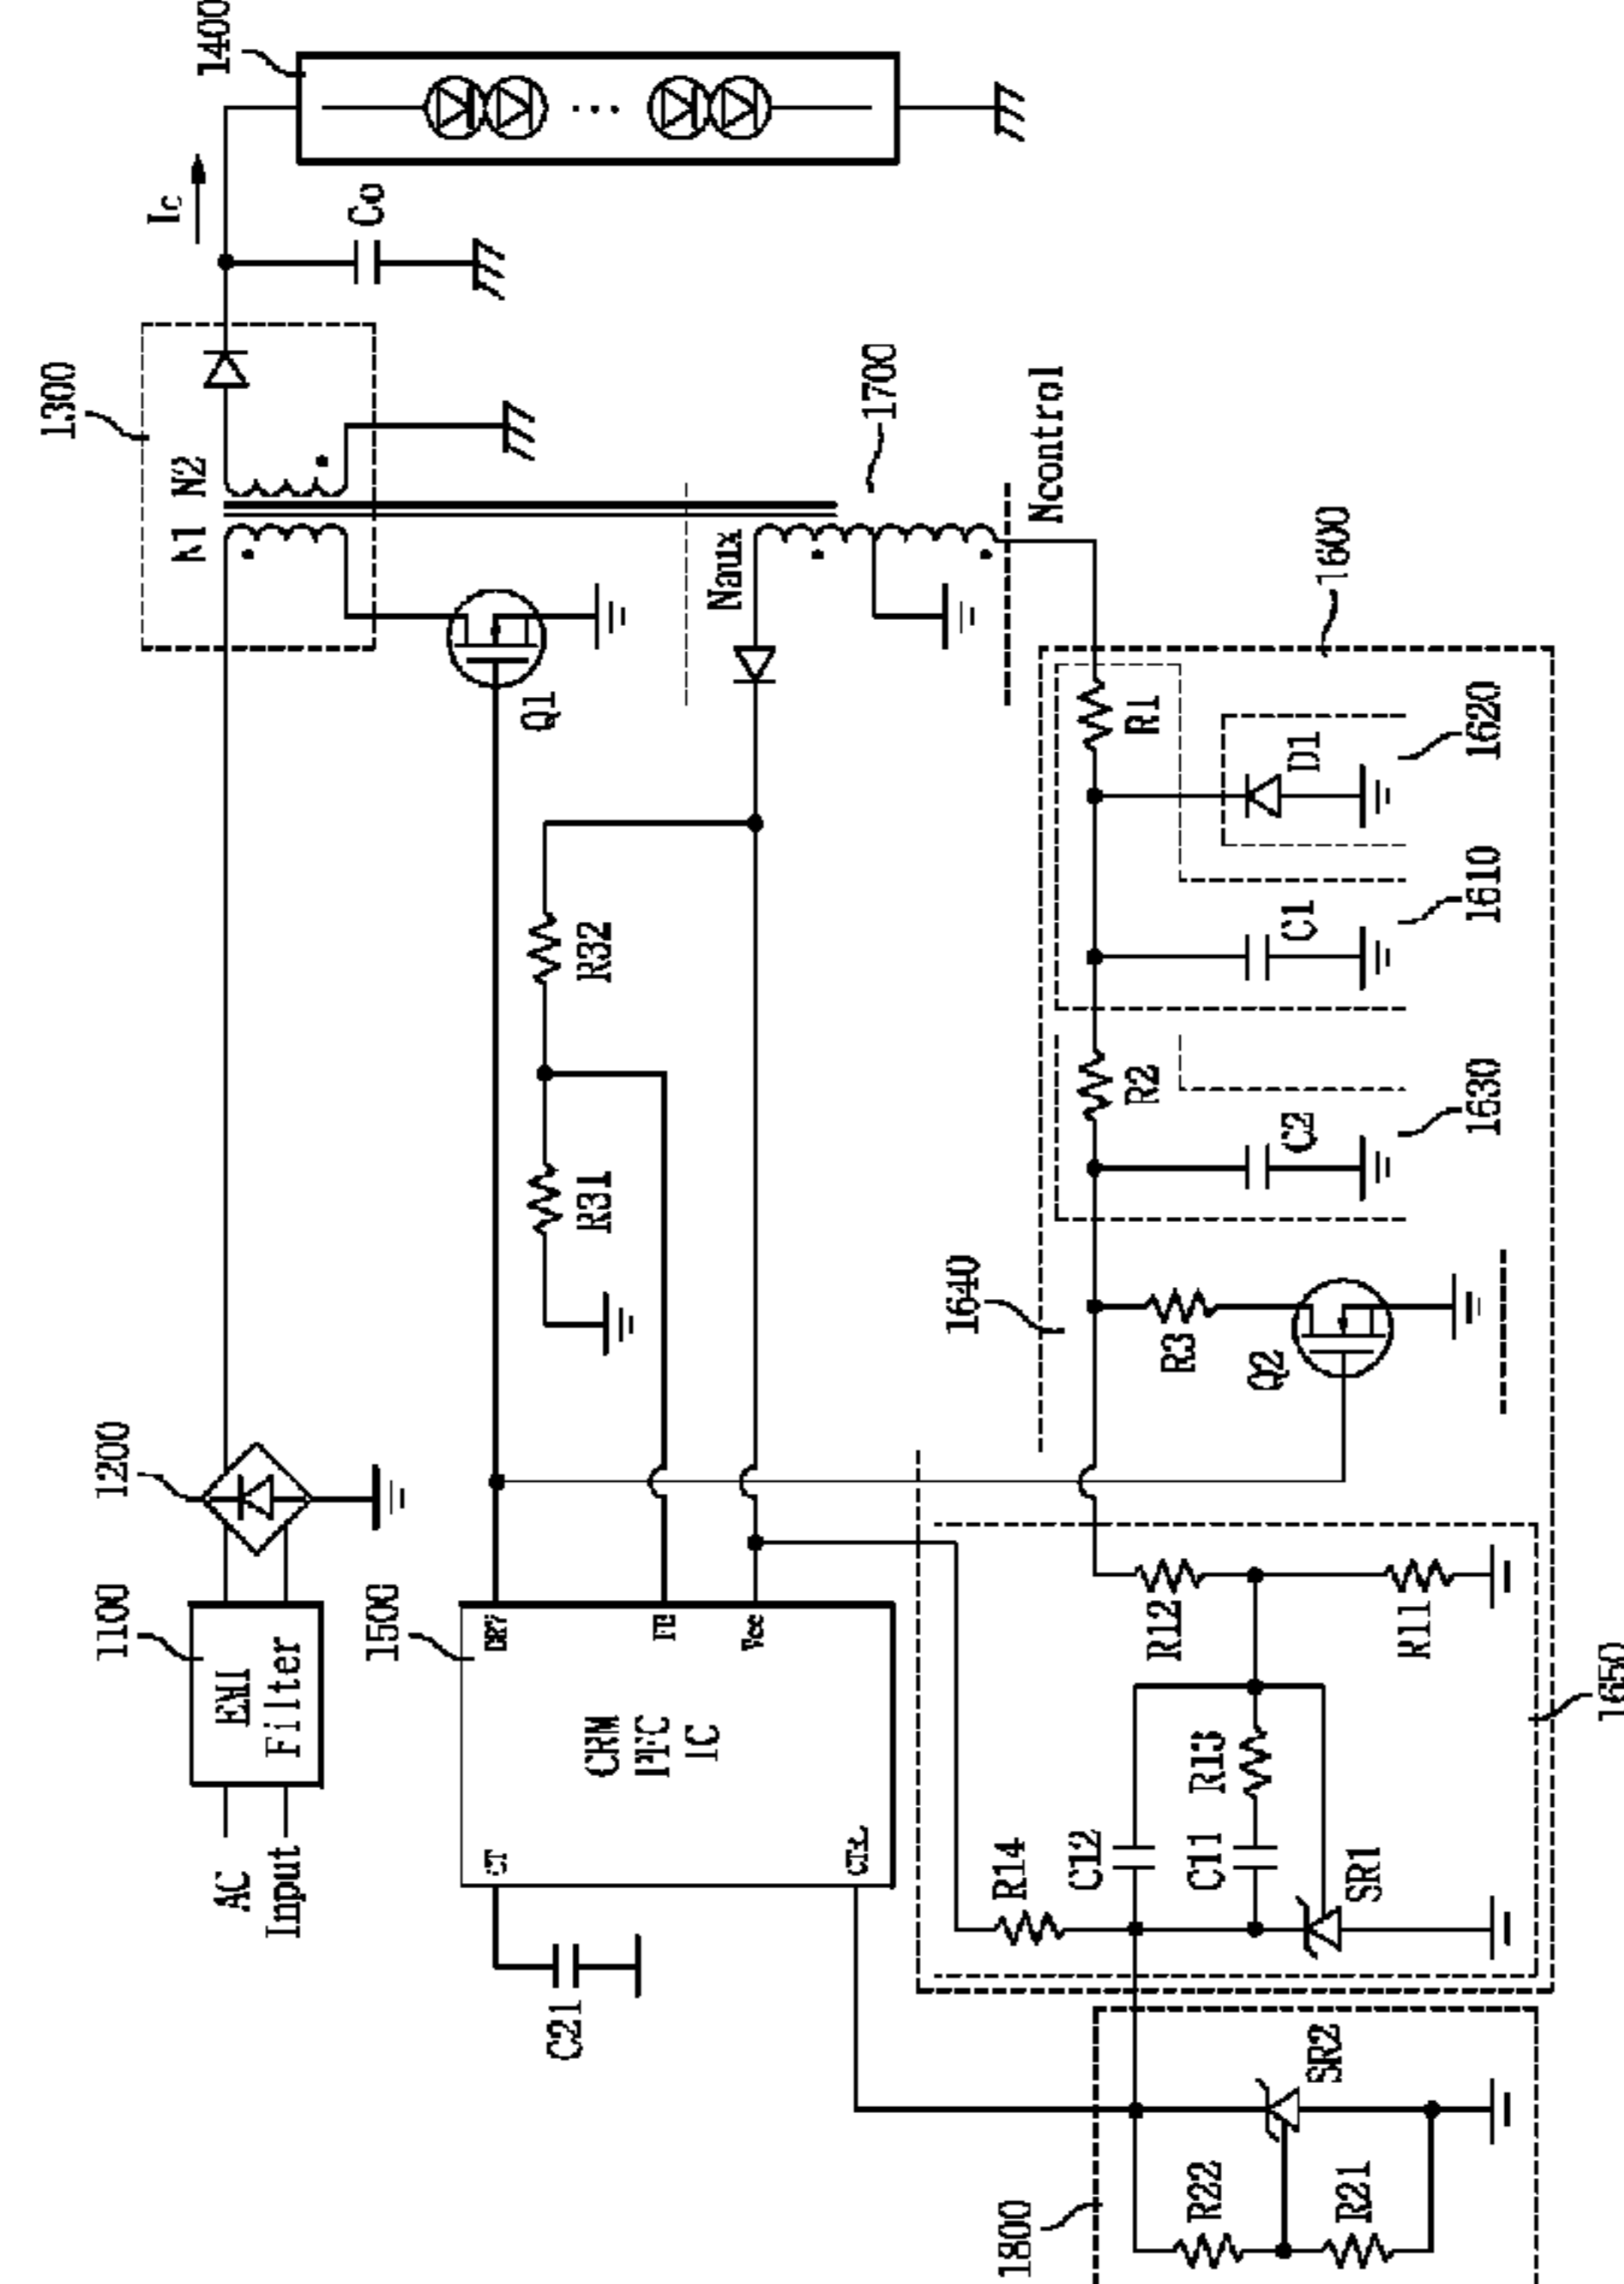 1400
Ic
Co
1300
N1 N2
1700
Naux
Ncontrol
Q1
1600
R1
D1
1620
R32
C1
1610
R2
C2
1630
R31
1640
R3
Q2
1200
1100
EMI
Filter
AC
Input
1500
DRV
Vcc
CRM
PFC
IC
CT
C21
R12
R11
1650
R13
C12
C11
R14
SR1
SR2
R22
R21
1800